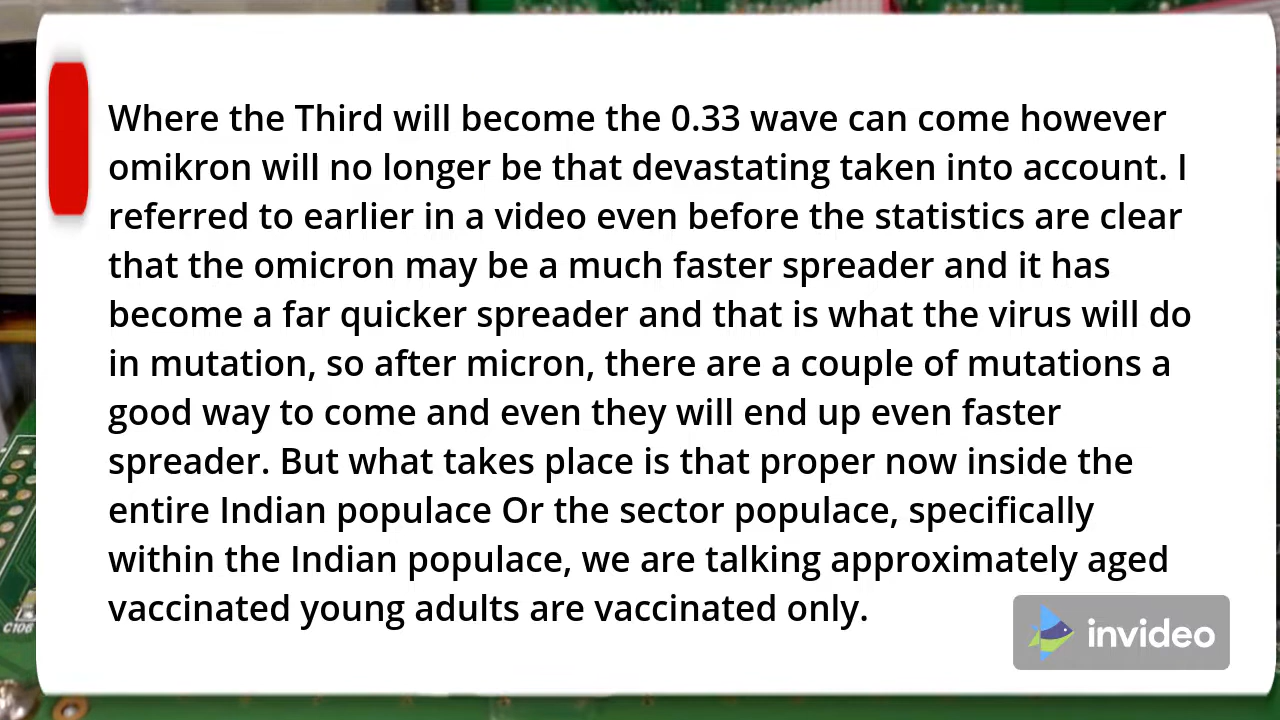 Where the Third will become the 0.33 wave can come however
omikron will no longer be that devastating taken into account. I
referred to earlier in a video even before the statistics are clear
that the omicron may be a much faster spreader and it has
become a far quicker spreader and that is what the virus will do
in mutation, so after micron, there are a couple of mutations a
good way to come and even they will end up even faster
spreader. But what takes place is that proper now inside the
entire Indian populace Or the sector populace, specifically
within the Indian populace, we are talking approximately aged
vaccinated young adults are vaccinated only.
invideo
C106